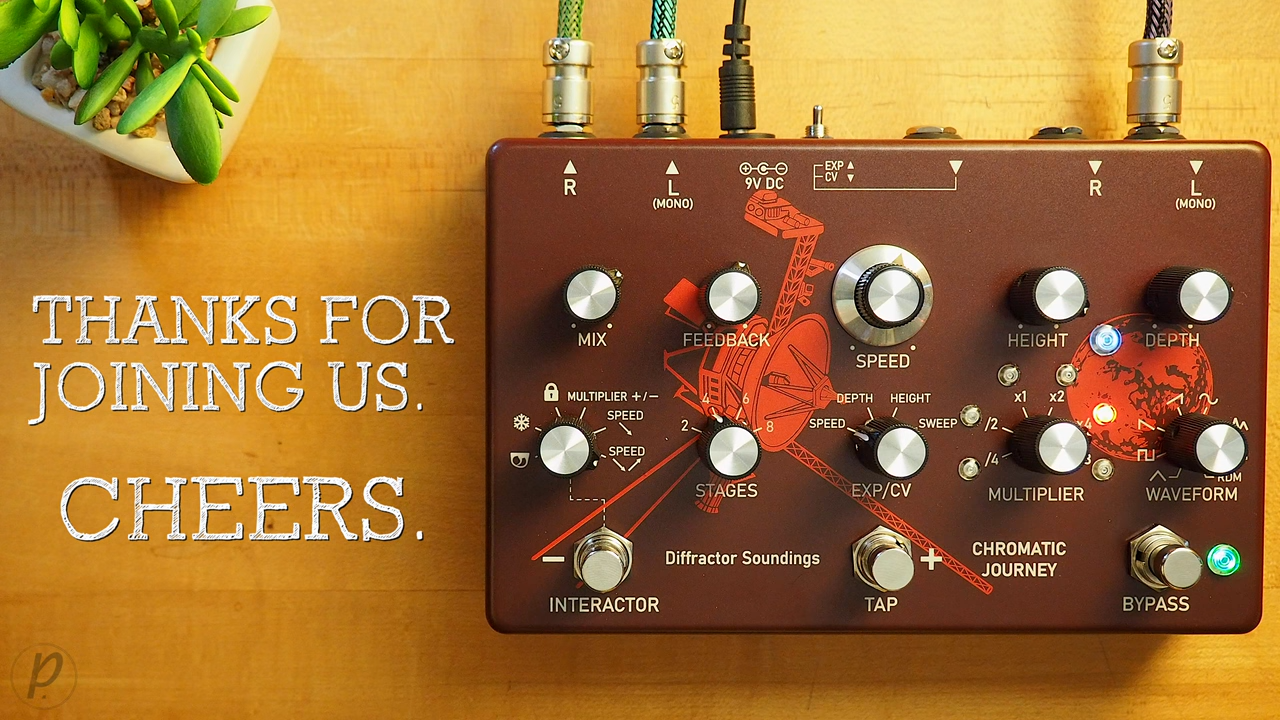 THANKS FOR
JOINING US.
CHEERS.
R
L
(MONO)
9V DC
EXP
CV
R
L
(MONO)
MIX
FEEDBACK
SPEED
HEIGHT
DEPTH
MULTIPLIER +/−
SPEED
SPEED
2
4
6
8
STAGES
SPEED
DEPTH
HEIGHT
SWEEP
EXP/CV
/4
/2
x1
x2
x4
MULTIPLIER
RDM
WAVEFORM
−
INTERACTOR
Diffractor Soundings
TAP
+
CHROMATIC
JOURNEY
BYPASS
p